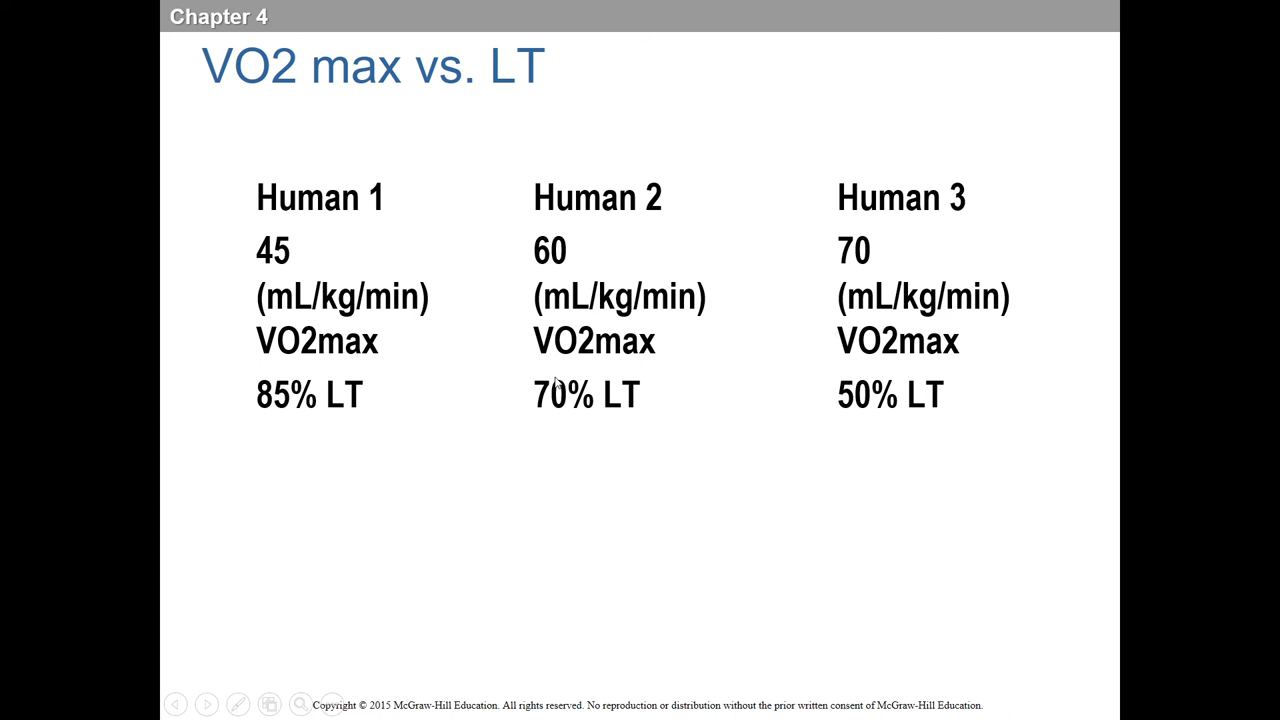 Chapter 4
VO2 max vs. LT
Human 1
45
(mL/kg/min)
VO2max
85% LT
Human 2
60
(mL/kg/min)
VO2max
70% LT
Human 3
70
(mL/kg/min)
VO2max
50% LT
Copyright © 2015 McGraw-Hill Education. All rights reserved. No reproduction or distribution without the prior written consent of McGraw-Hill Education.